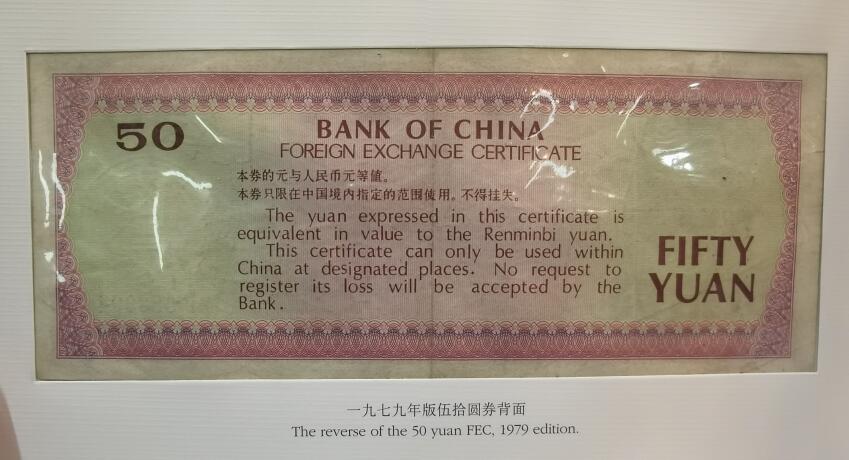 50
BANK OF CHINA
FOREIGN EXCHANGE CERTIFICATE
本券的元与人民币元等值。
本券只限在中国境内指定的范围使用。不得挂失。
The yuan expressed in this certificate is
equivalent in value to the Renminbi yuan.
This certificate can only be used within
China at designated places. No request to
register its loss will be accepted by the
Bank.
FIFTY
YUAN
一九七九年版伍拾圆券背面
The reverse of the 50 yuan FEC, 1979 edition.